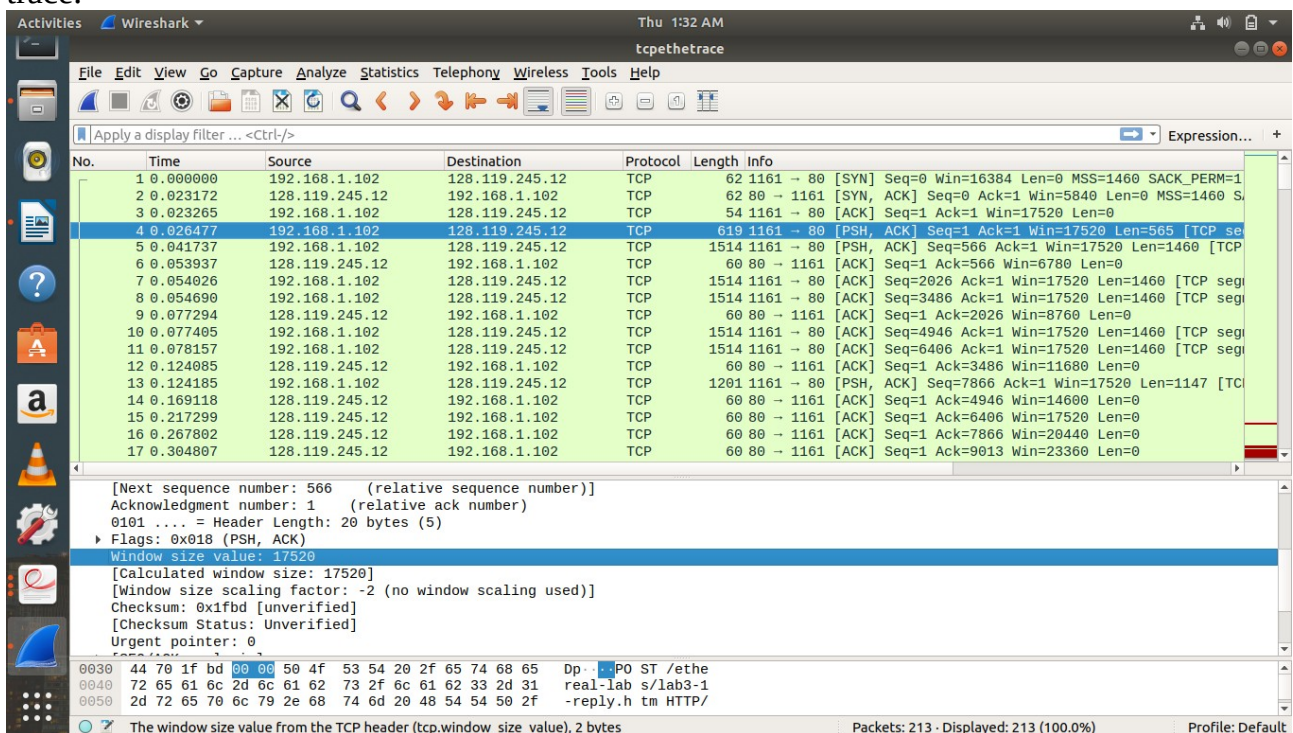 trace.
Activities Wireshark Thu 1:32 AM
tcpethetrace
File Edit View Go Capture Analyze Statistics Telephony Wireless Tools Help
Apply a display filter … <Ctrl-/> Expression… +
No. Time Source Destination Protocol Length Info
1 0.000000 192.168.1.102 128.119.245.12 TCP 62 1161 → 80 [SYN] Seq=0 Win=16384 Len=0 MSS=1460 SACK_PERM=1
2 0.023172 128.119.245.12 192.168.1.102 TCP 62 80 → 1161 [SYN, ACK] Seq=0 Ack=1 Win=5840 Len=0 MSS=1460
3 0.023265 192.168.1.102 128.119.245.12 TCP 54 1161 → 80 [ACK] Seq=1 Ack=1 Win=17520 Len=0
4 0.026477 192.168.1.102 128.119.245.12 TCP 619 1161 → 80 [PSH, ACK] Seq=1 Ack=1 Win=17520 Len=565 [TCP
5 0.041737 192.168.1.102 128.119.245.12 TCP 1514 1161 → 80 [PSH, ACK] Seq=566 Ack=1 Win=17520 Len=1460 [TCP
6 0.053937 128.119.245.12 192.168.1.102 TCP 60 80 → 1161 [ACK] Seq=1 Ack=566 Win=6780 Len=0
7 0.054026 192.168.1.102 128.119.245.12 TCP 1514 1161 → 80 [ACK] Seq=2026 Ack=1 Win=17520 Len=1460 [TCP
8 0.054690 192.168.1.102 128.119.245.12 TCP 1514 1161 → 80 [ACK] Seq=3486 Ack=1 Win=17520 Len=1460 [TCP
9 0.077294 128.119.245.12 192.168.1.102 TCP 60 80 → 1161 [ACK] Seq=1 Ack=2026 Win=8760 Len=0
10 0.077405 192.168.1.102 128.119.245.12 TCP 1514 1161 → 80 [ACK] Seq=4946 Ack=1 Win=17520 Len=1460 [TCP
11 0.078157 192.168.1.102 128.119.245.12 TCP 1514 1161 → 80 [ACK] Seq=6406 Ack=1 Win=17520 Len=1460 [TCP
12 0.124085 128.119.245.12 192.168.1.102 TCP 60 80 → 1161 [ACK] Seq=1 Ack=3486 Win=11680 Len=0
13 0.124185 192.168.1.102 128.119.245.12 TCP 1201 1161 → 80 [PSH, ACK] Seq=7866 Ack=1 Win=17520 Len=1147
14 0.169118 128.119.245.12 192.168.1.102 TCP 60 80 → 1161 [ACK] Seq=1 Ack=4946 Win=14600 Len=0
15 0.217299 128.119.245.12 192.168.1.102 TCP 60 80 → 1161 [ACK] Seq=1 Ack=6406 Win=17520 Len=0
16 0.267802 128.119.245.12 192.168.1.102 TCP 60 80 → 1161 [ACK] Seq=1 Ack=7866 Win=20440 Len=0
17 0.304807 128.119.245.12 192.168.1.102 TCP 60 80 → 1161 [ACK] Seq=1 Ack=9013 Win=23360 Len=0
[Next sequence number: 566 (relative sequence number)]
Acknowledgment number: 1 (relative ack number)
0101 .... = Header Length: 20 bytes (5)
Flags: 0x018 (PSH, ACK)
Window size value: 17520
[Calculated window size: 17520]
[Window size scaling factor: -2 (no window scaling used)]
Checksum: 0x1fbd [unverified]
[Checksum Status: Unverified]
Urgent pointer: 0
0030 44 70 1f bd 00 00 50 4f 53 54 20 2f 65 74 68 65 Dp····PO ST /ethe
0040 72 65 61 6c 2d 6c 61 62 73 2f 6c 61 62 33 2d 31 real-lab s/lab3-1
0050 2d 72 65 70 6c 79 2e 68 74 6d 20 48 54 54 50 2f -reply.h tm HTTP/
The window size value from the TCP header (tcp.window_size_value), 2 bytes Packets: 213 · Displayed: 213 (100.0%) Profile: Default